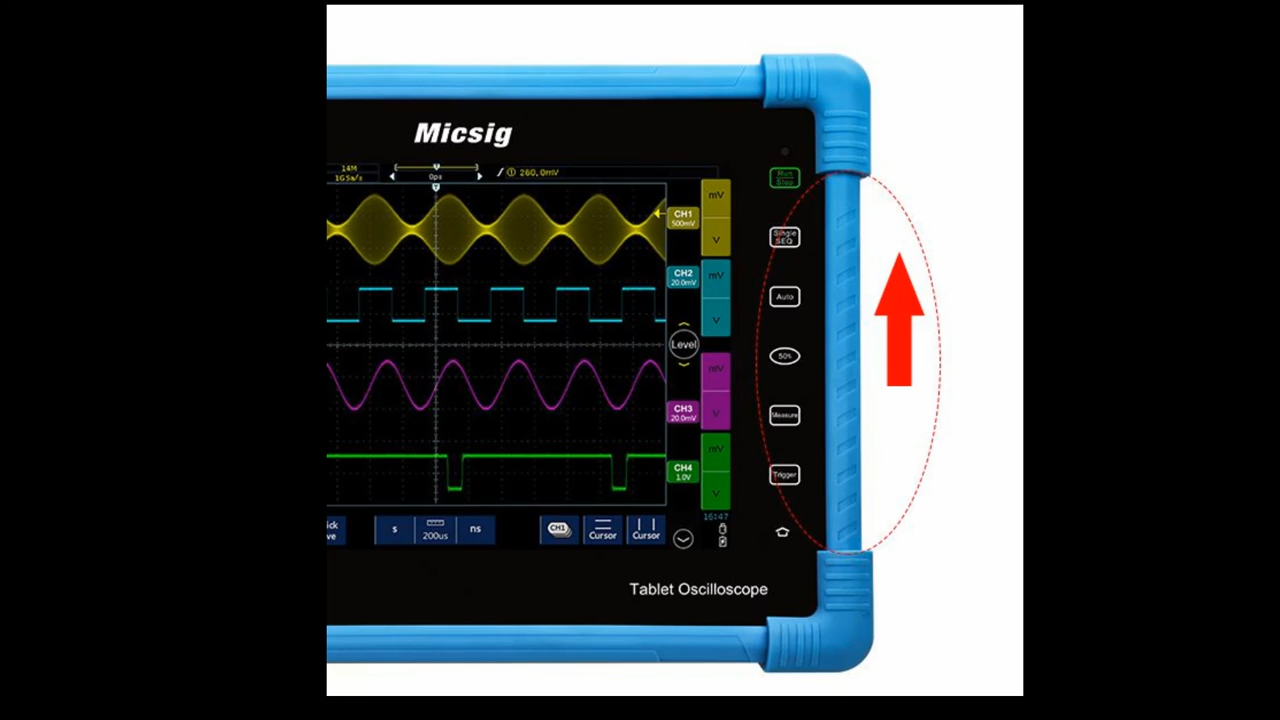 Micsig
14M
1GSa/s
0ps
260.0mV
T
Run
Stop
Single
SEQ
Auto
50%
Measure
Trigger
CH1
500mV
mV
V
CH2
20.0mV
mV
V
Level
CH3
20.0mV
mV
V
CH4
1.0V
mV
V
16:47
ick
ve
s
200us
ns
CH1
Cursor
Cursor
Tablet Oscilloscope